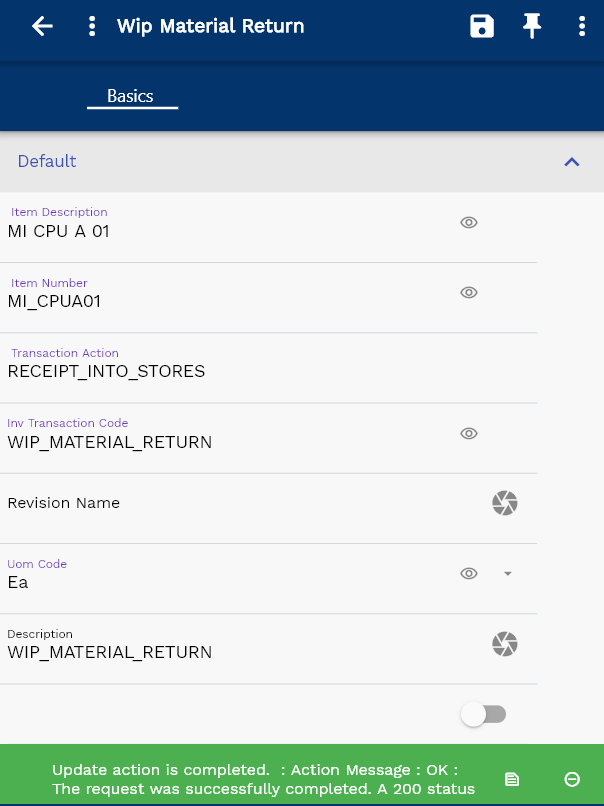 Wip Material Return
Basics
Default
Item Description
MI CPU A 01
Item Number
MI_CPUA01
Transaction Action
RECEIPT_INTO_STORES
Inv Transaction Code
WIP_MATERIAL_RETURN
Revision Name
Uom Code
Ea
Description
WIP_MATERIAL_RETURN
Update action is completed. : Action Message : OK :
The request was successfully completed. A 200 status